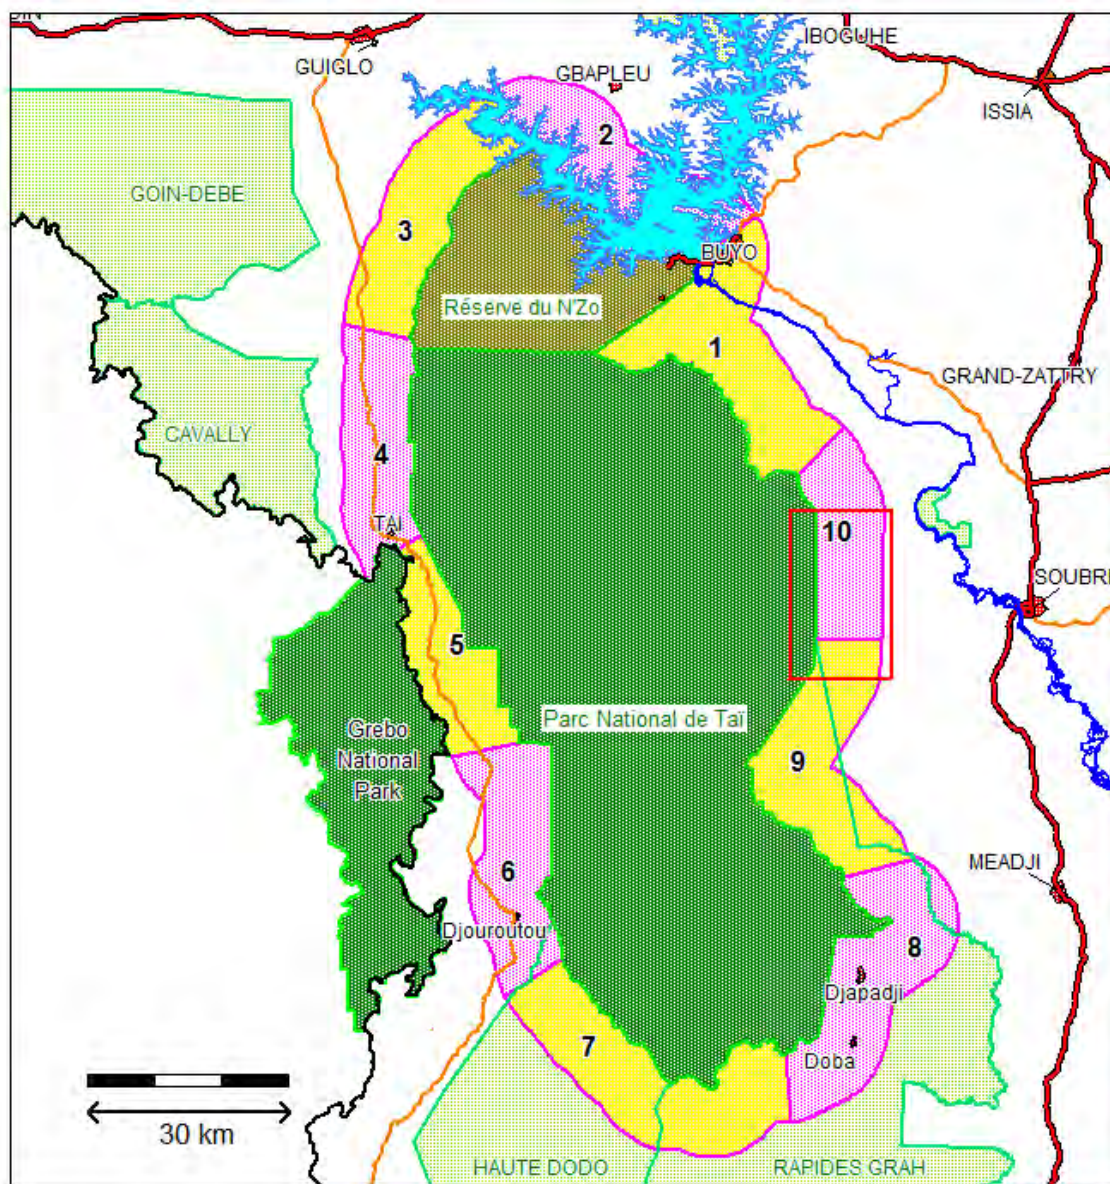 DIN
GUIGLO
GBAPLEU
IBOGUHE
ISSIA
2
GOIN-DEBE
3
BUYO
Réserve du N'Zo
1
GRAND-ZATTRY
CAVALLY
4
TAI
10
SOUBRE
5
Parc National de Taï
Grebo
National
Park
9
MEADJI
6
Djouroutou
8
Djapadji
7
Doba
30 km
HAUTE DODO
RAPIDES GRAH